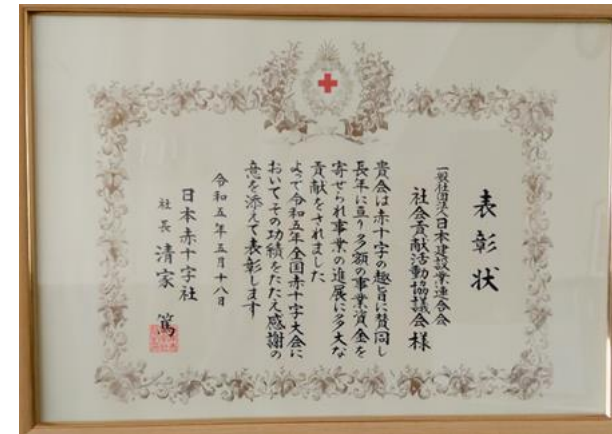 表彰状
一般社団法人日本建設業連合会
社会貢献活動協議会様
貴会は赤十字の趣旨に賛同し
長年に亘り多額の事業資金を
寄せられ事業の進展に多大な
貢献をされました
よって令和五年全国赤十字大会に
おいてその功績をたたえ感謝の
意を添えて表彰します
令和五年五月十八日
日本赤十字社
社長 清家 篤